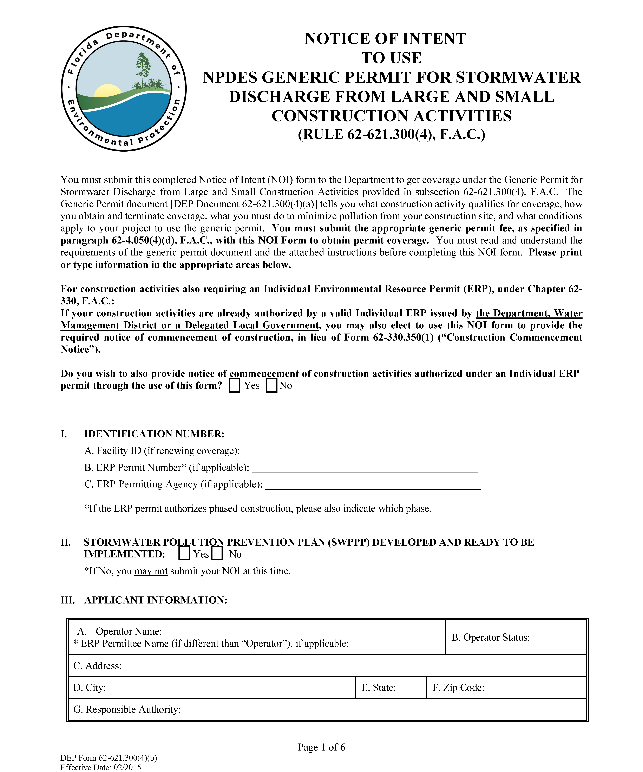 Florida Department of Environmental Protection
NOTICE OF INTENT
TO USE
NPDES GENERIC PERMIT FOR STORMWATER
DISCHARGE FROM LARGE AND SMALL
CONSTRUCTION ACTIVITIES
(RULE 62-621.300(4), F.A.C.)
You must submit this completed Notice of Intent (NOI) form to the Department to get coverage under the Generic Permit for
Stormwater Discharge from Large and Small Construction Activities provided in subsection 62-621.300(4), F.A.C. The
Generic Permit document [DEP Document 62-621.300(4)(a)] tells you what construction activity qualifies for coverage, how
you obtain and terminate coverage, what you must do to minimize pollution from your construction site, and what conditions
apply to your project to use the generic permit. You must submit the appropriate generic permit fee, as specified in
paragraph 62-4.050(4)(d), F.A.C., with this NOI Form to obtain permit coverage. You must read and understand the
requirements of the generic permit document and the attached instructions before completing this NOI form. Please print
or type information in the appropriate areas below.
For construction activities also requiring an Individual Environmental Resource Permit (ERP), under Chapter 62-
330, F.A.C.:
If your construction activities are already authorized by a valid Individual ERP issued by the Department, Water
Management District or a Delegated Local Government, you may also elect to use this NOI form to provide the
required notice of commencement of construction, in lieu of Form 62-330.350(1) ("Construction Commencement
Notice").
Do you wish to also provide notice of commencement of construction activities authorized under an Individual ERP
permit through the use of this form? Yes No
I. IDENTIFICATION NUMBER:
A. Facility ID (if renewing coverage):
B. ERP Permit Number* (if applicable):
C. ERP Permitting Agency (if applicable):
*If the ERP permit authorizes phased construction, please also indicate which phase.
II. STORMWATER POLLUTION PREVENTION PLAN (SWPPP) DEVELOPED AND READY TO BE
IMPLEMENTED: Yes No
*If No, you may not submit your NOI at this time.
III. APPLICANT INFORMATION:
A. Operator Name:
* ERP Permittee Name (if different than "Operator"), if applicable:
B. Operator Status:
C. Address:
D. City: E. State: F. Zip Code:
G. Responsible Authority:
Page 1 of 6
DEP Form 62-621.300(4)(b)
Effective Date: